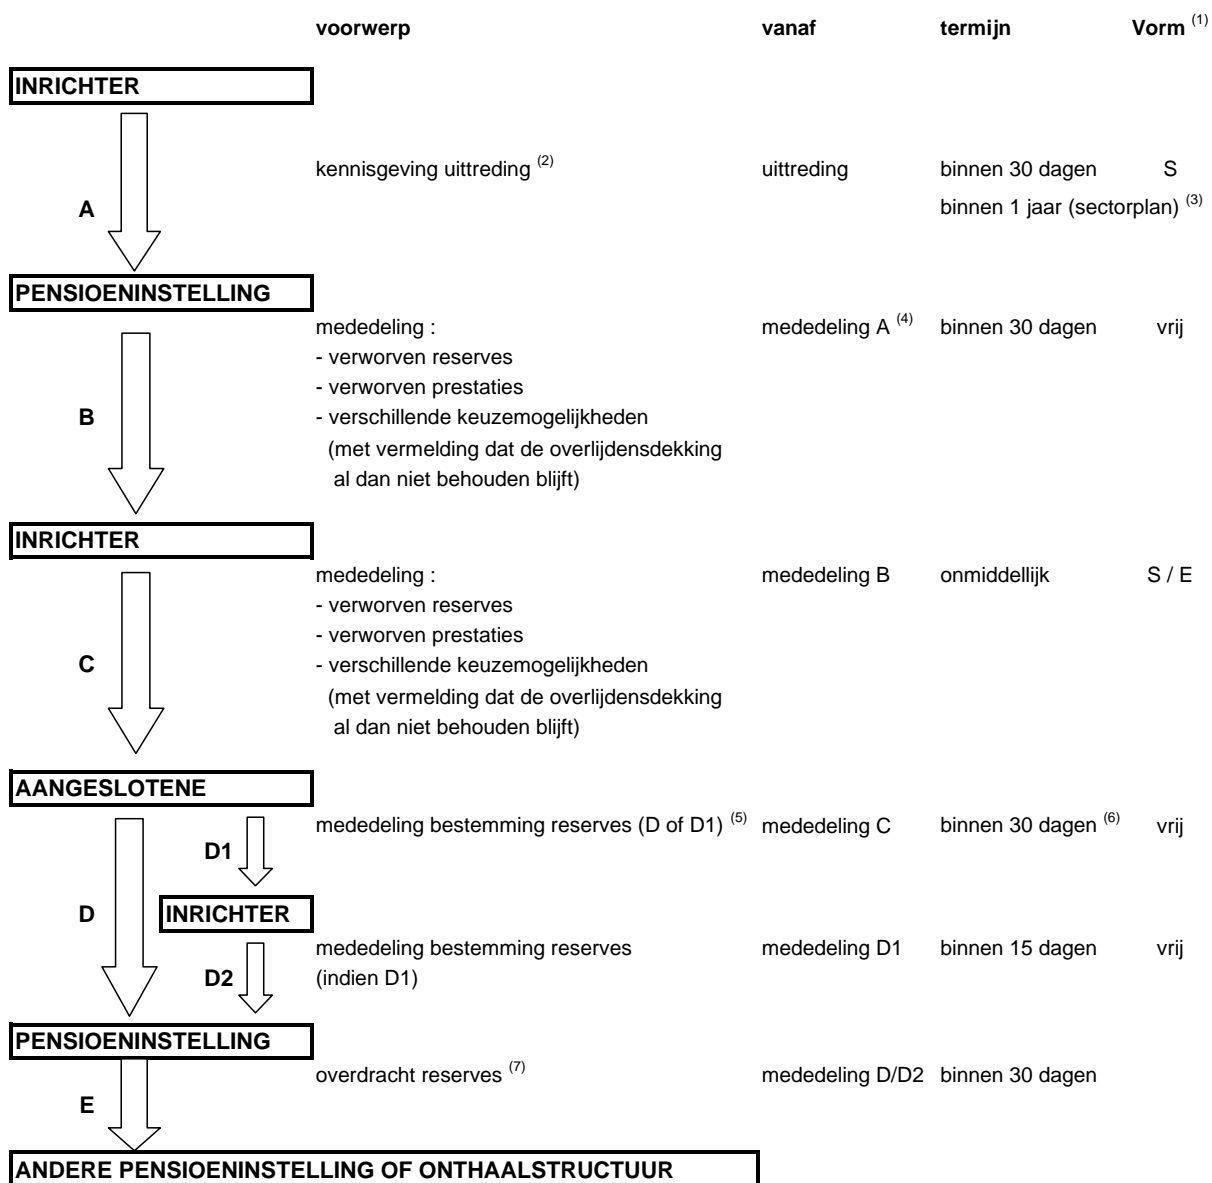 voorwerp vanaf termijn Vorm (1)
INRICHTER
kennisgeving uittreding (2) uittreding binnen 30 dagen S
A binnen 1 jaar (sectorplan) (3)
PENSIOENINSTELLING
mededeling : mededeling A (4) binnen 30 dagen vrij
- verworven reserves
- verworven prestaties
B - verschillende keuzemogelijkheden
(met vermelding dat de overlijdensdekking
al dan niet behouden blijft)
INRICHTER
mededeling : mededeling B onmiddellijk S / E
- verworven reserves
- verworven prestaties
C - verschillende keuzemogelijkheden
(met vermelding dat de overlijdensdekking
al dan niet behouden blijft)
AANGESLOTENE
mededeling bestemming reserves (D of D1) (5) mededeling C binnen 30 dagen (6) vrij
D1
D INRICHTER
mededeling bestemming reserves mededeling D1 binnen 15 dagen vrij
D2 (indien D1)
PENSIOENINSTELLING
overdracht reserves (7) mededeling D/D2 binnen 30 dagen
E
ANDERE PENSIOENINSTELLING OF ONTHAALSTRUCTUUR